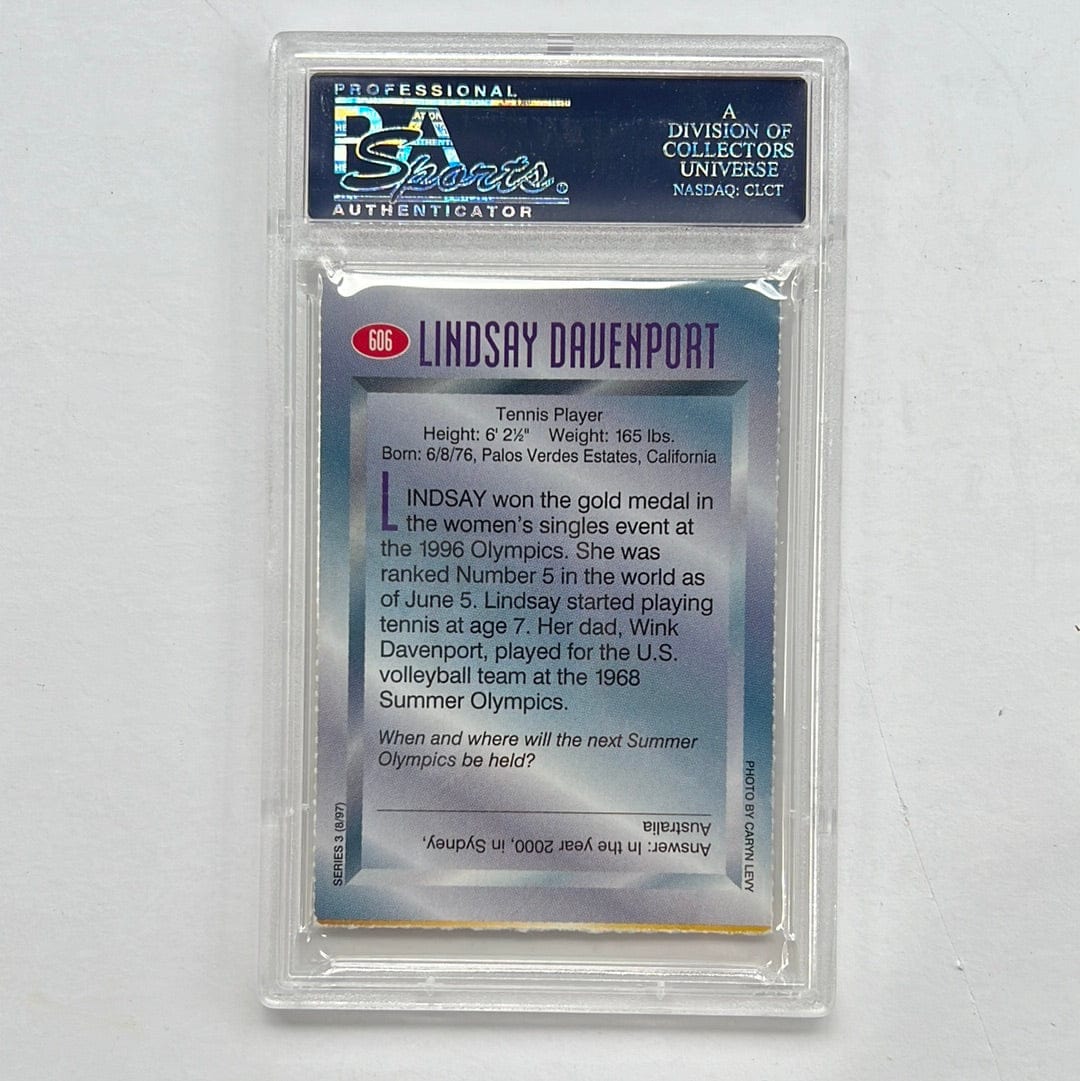 PROFESSIONAL
PSA
Sports®
AUTHENTICATOR
A
DIVISION OF
COLLECTORS
UNIVERSE
NASDAQ: CLCT
606 LINDSAY DAVENPORT
Tennis Player
Height: 6' 2½" Weight: 165 lbs.
Born: 6/8/76, Palos Verdes Estates, California
LINDSAY won the gold medal in
the women's singles event at
the 1996 Olympics. She was
ranked Number 5 in the world as
of June 5. Lindsay started playing
tennis at age 7. Her dad, Wink
Davenport, played for the U.S.
volleyball team at the 1968
Summer Olympics.
When and where will the next Summer
Olympics be held?
Answer: In the year 2000, in Sydney,
Australia
SERIES 3 (8/97)
PHOTO BY CARYN LEVY